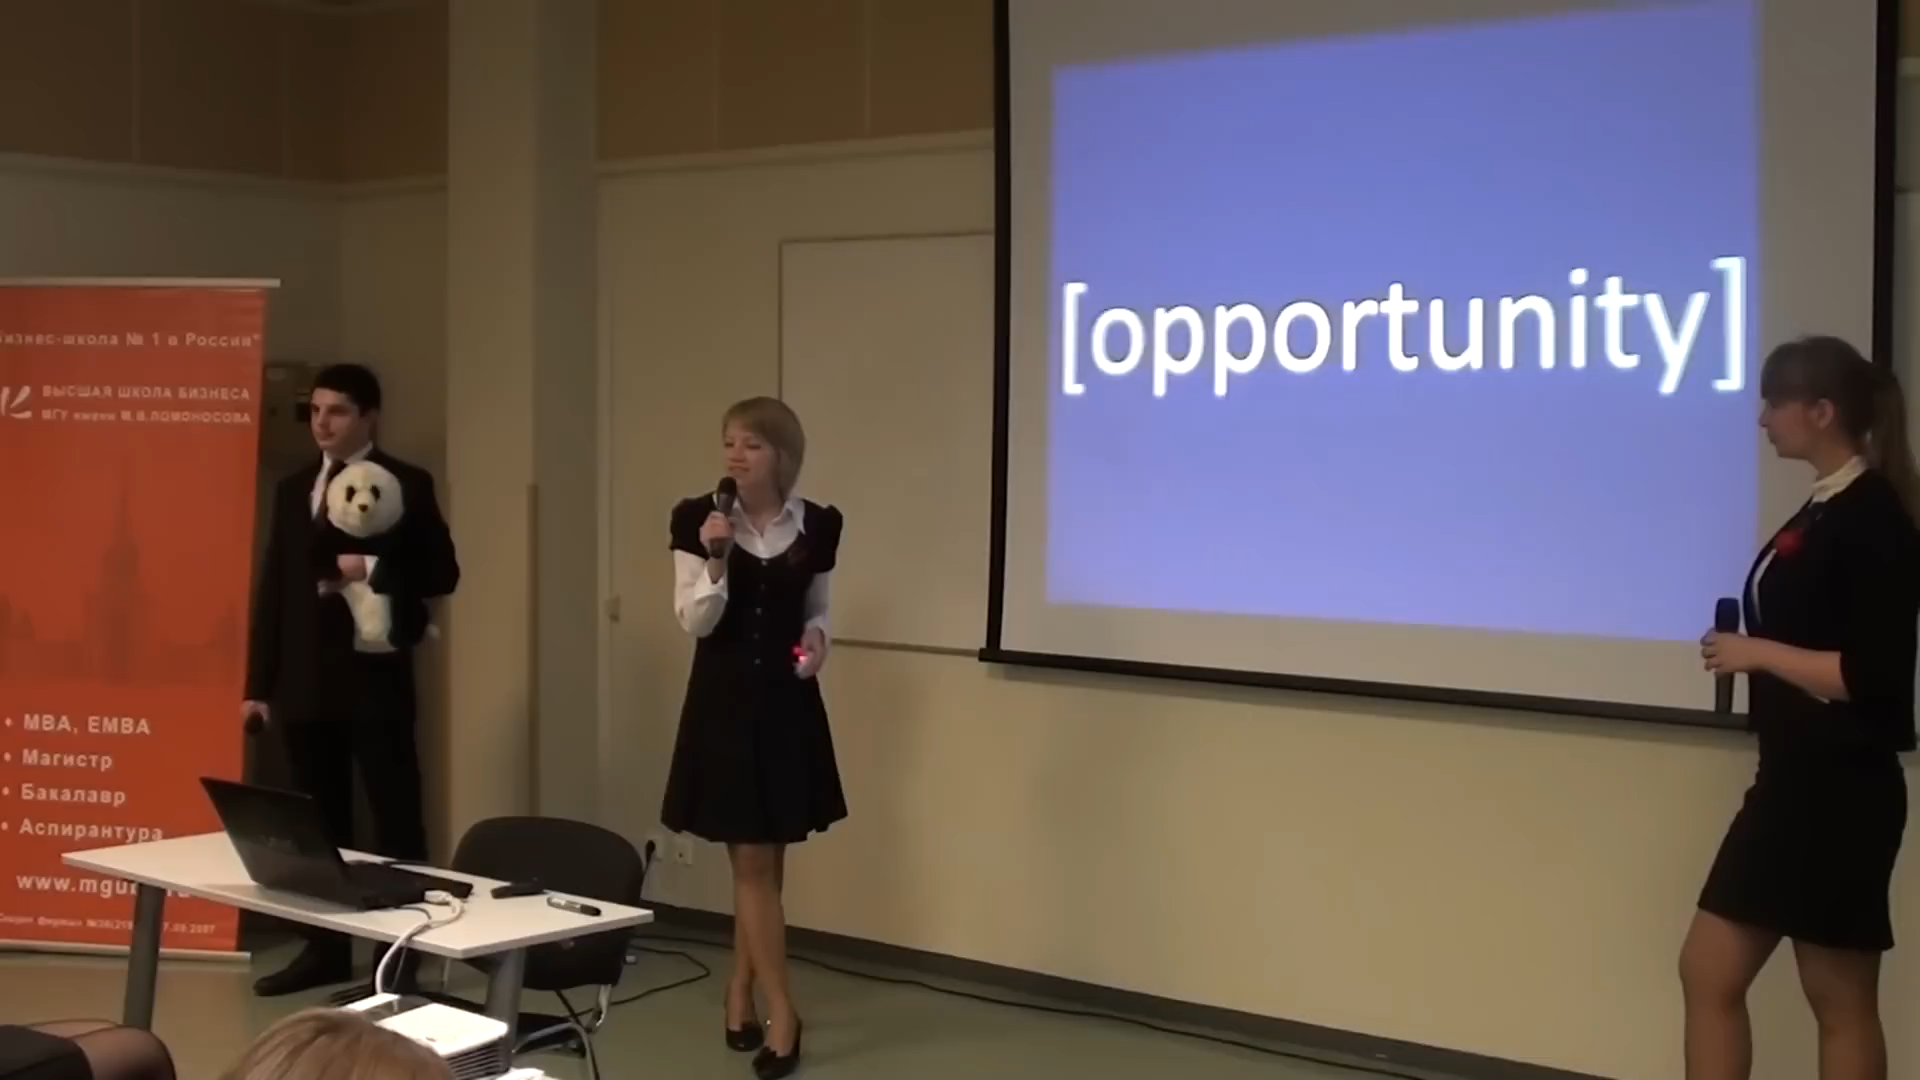 бизнес-школа № 1 в России*
ВЫСШАЯ ШКОЛА БИЗНЕСА
МГУ имени М.В.ЛОМОНОСОВА
• MBA, EMBA
• Магистр
• Бакалавр
• Аспирантура
[opportunity]